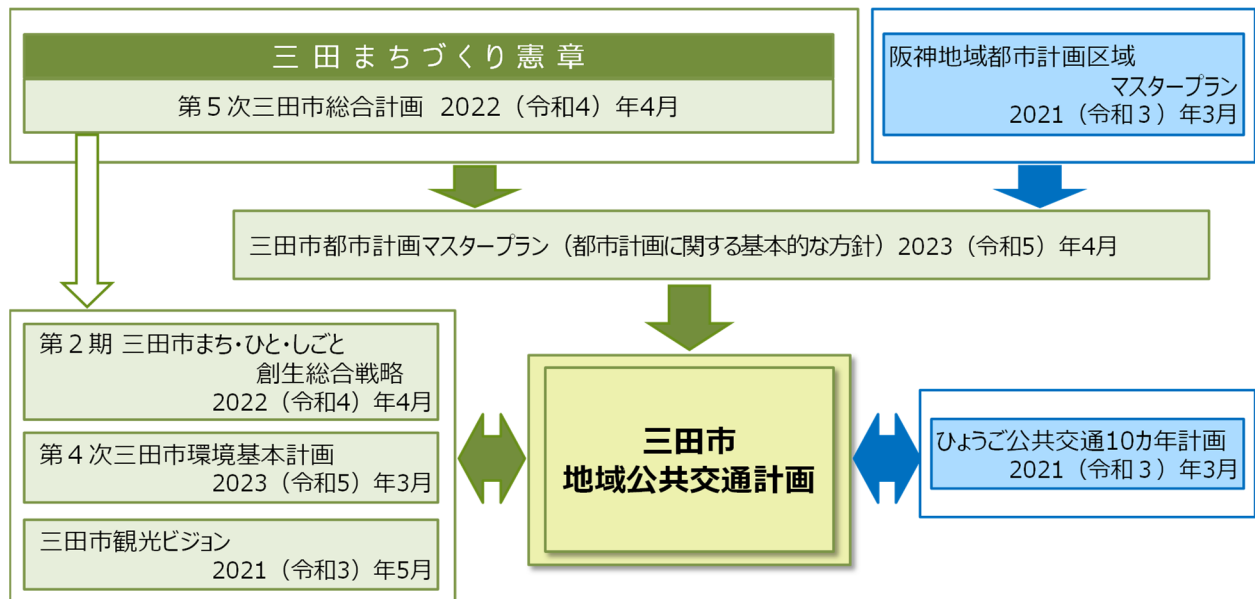 三田まちづくり憲章
第5次三田市総合計画 2022（令和4）年4月
阪神地域都市計画区域
マスタープラン
2021（令和３）年3月
三田市都市計画マスタープラン（都市計画に関する基本的な方針）2023（令和5）年4月
第２期 三田市まち・ひと・しごと
創生総合戦略
2022（令和4）年4月
第４次三田市環境基本計画
2023（令和5）年3月
三田市観光ビジョン
2021（令和3）年5月
三田市
地域公共交通計画
ひょうご公共交通10カ年計画
2021（令和３）年3月